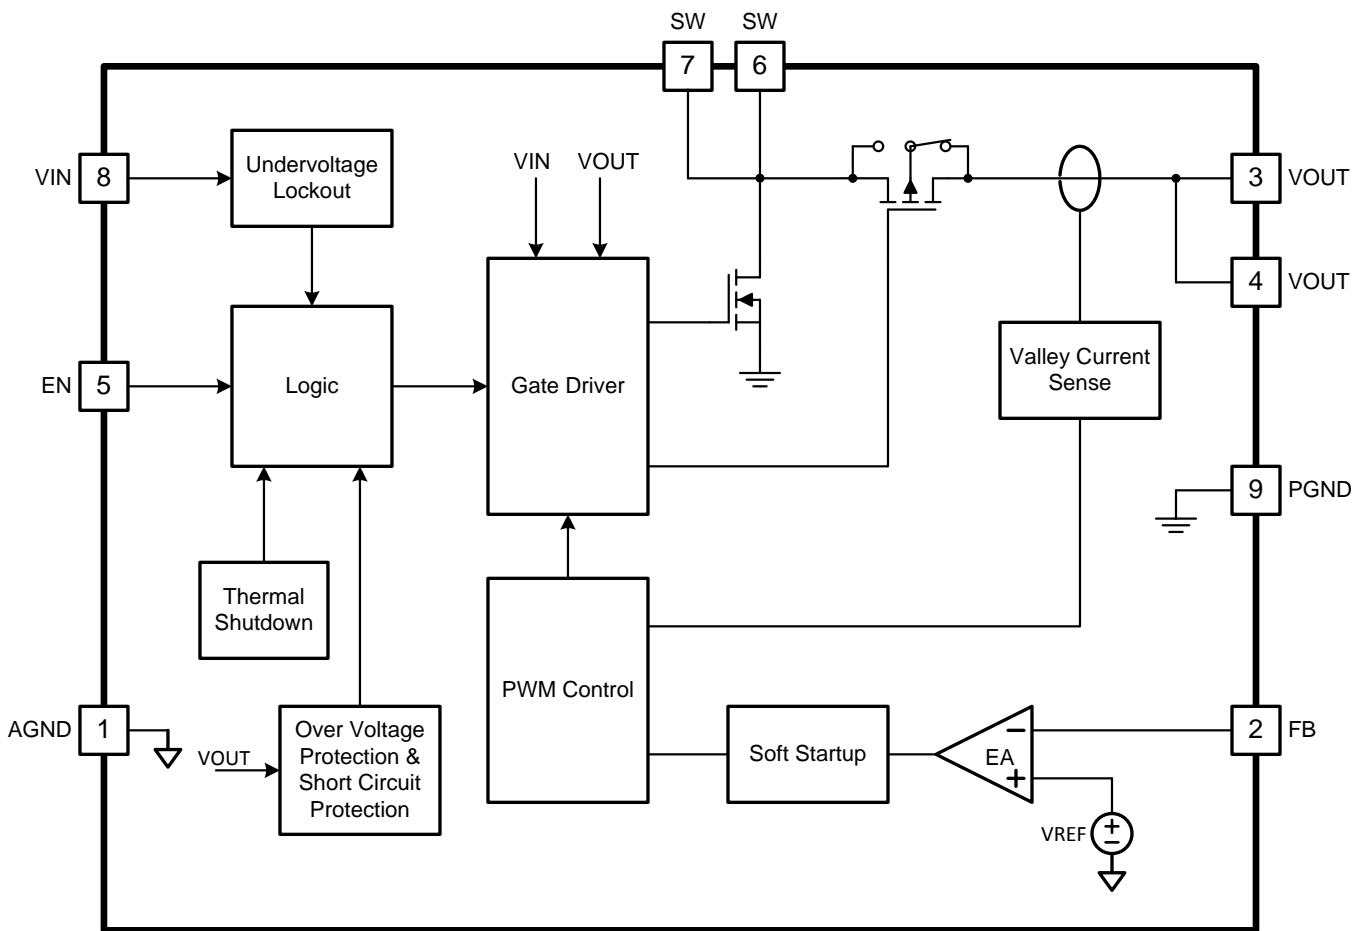 SW
SW
7
6
VIN
8
Undervoltage
Lockout
VIN
VOUT
3
VOUT
4
VOUT
EN
5
Logic
Gate Driver
Valley Current
Sense
9
PGND
Thermal
Shutdown
PWM Control
AGND
1
VOUT
Over Voltage
Protection &
Short Circuit
Protection
Soft Startup
EA
2
FB
VREF